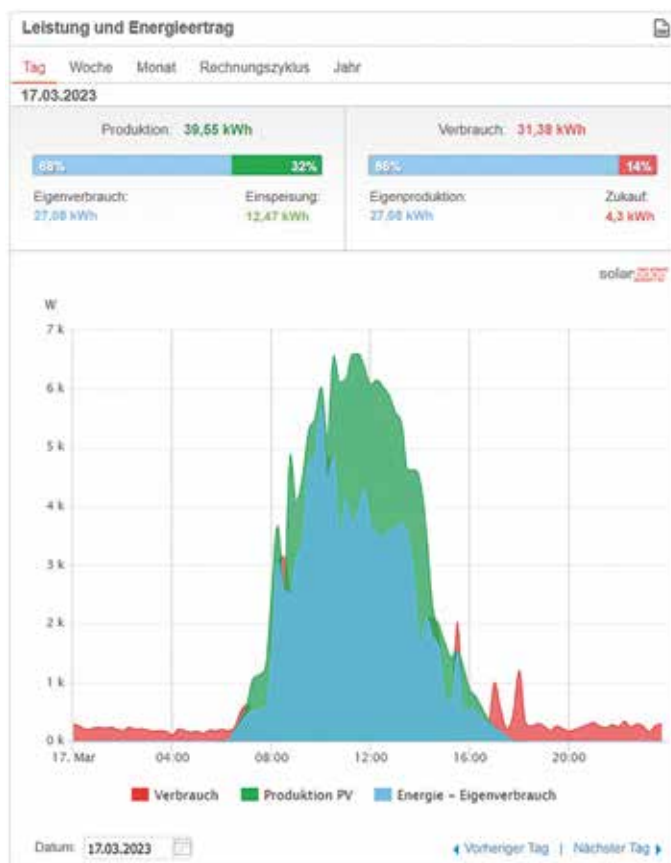 Leistung und Energieertrag
Tag Woche Monat Rechnungszyklus Jahr
17.03.2023
Produktion: 39,55 kWh Verbrauch: 31,38 kWh
68% 32% 86% 14%
Eigenverbrauch: Einspeisung: Eigenproduktion: Zukauf:
27,08 kWh 12,47 kWh 27,08 kWh 4,3 kWh
solar
W
7 k
6 k
5 k
4 k
3 k
2 k
1 k
0 k
17. Mar 04:00 08:00 12:00 16:00 20:00
Verbrauch Produktion PV Energie – Eigenverbrauch
Datum: 17.03.2023 Vorheriger Tag | Nächster Tag